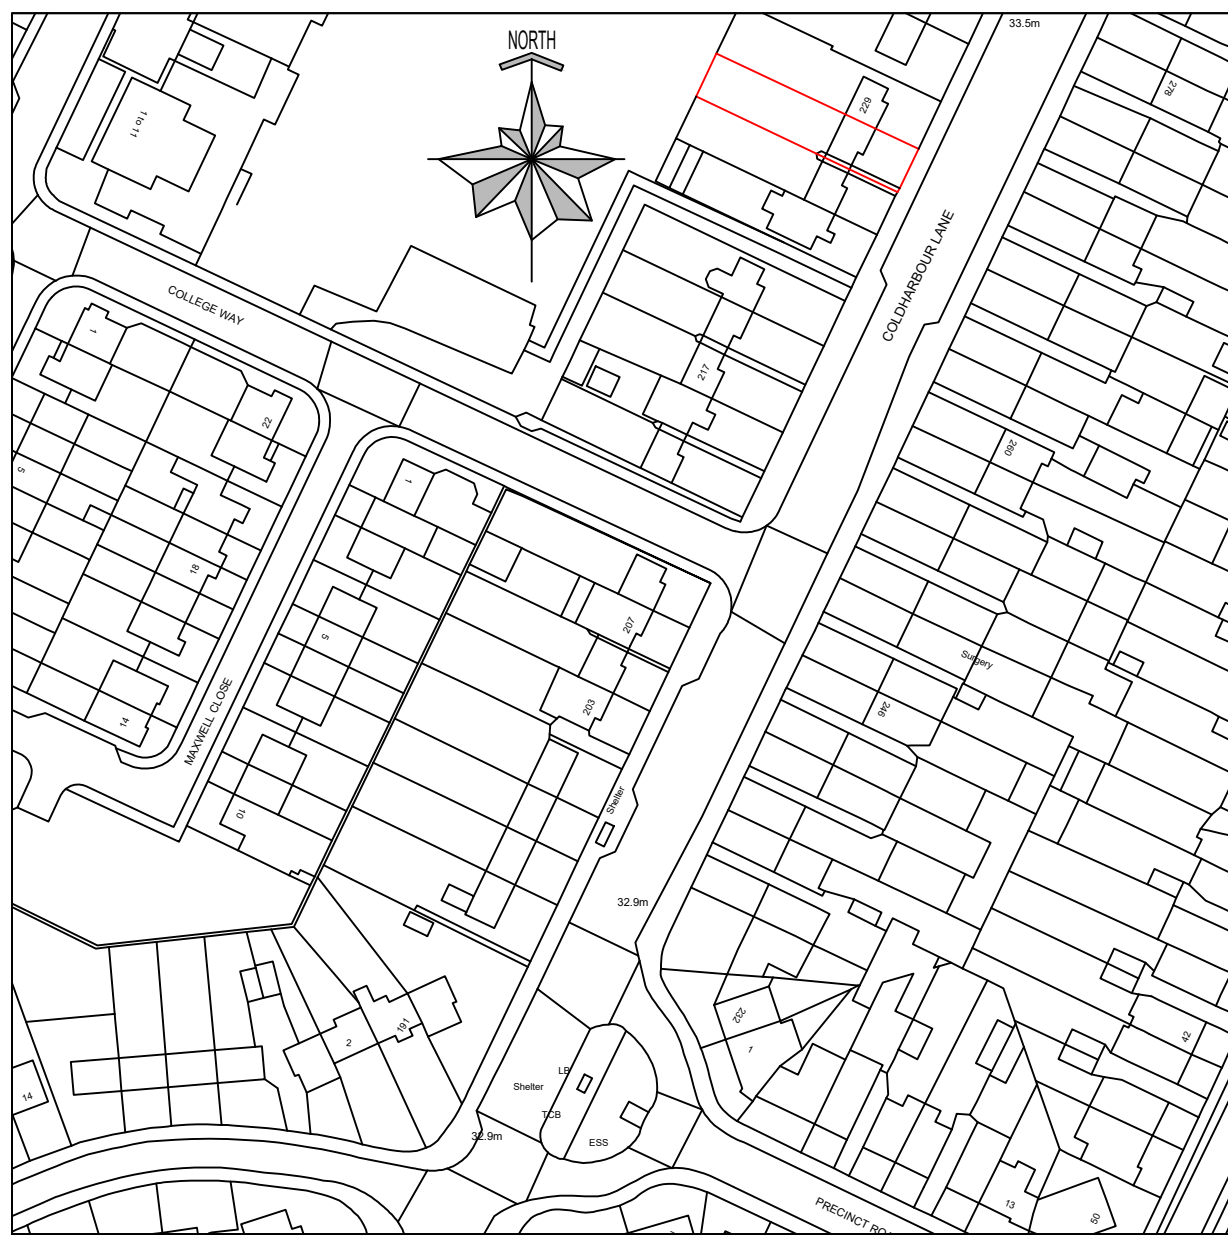 33.5m
NORTH
278
229
1 to 11
COLDHARBOUR LANE
COLLEGE WAY
1
217
22
260
5
1
18
207
5
Surgery
203
246
14
MAXWELL CLOSE
Shelter
10
32.9m
232
191
2
1
42
LB
Shelter
14
TCB
32.9m
ESS
13
50
PRECINCT ROA